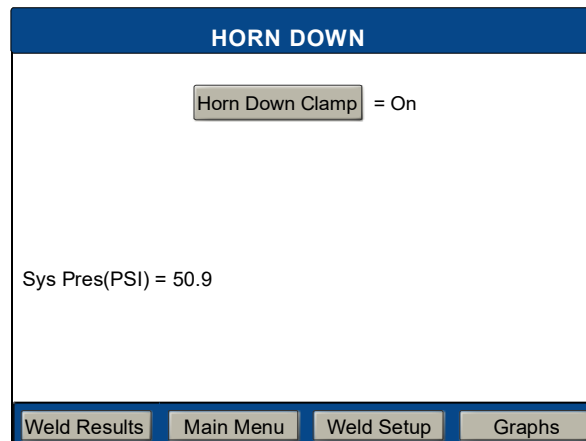 HORN DOWN
Horn Down Clamp = On
Sys Pres(PSI) = 50.9
Weld Results Main Menu Weld Setup Graphs